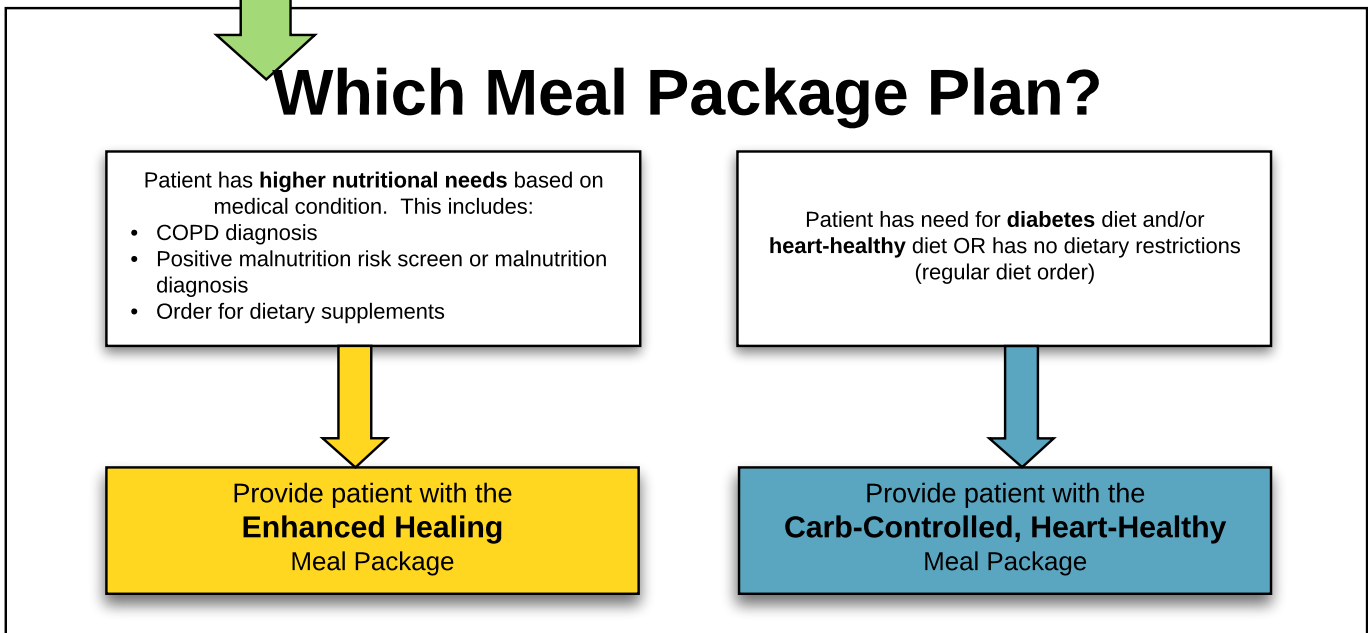 Which Meal Package Plan?
Patient has higher nutritional needs based on
medical condition.  This includes:
• COPD diagnosis
• Positive malnutrition risk screen or malnutrition
diagnosis
• Order for dietary supplements
Patient has need for diabetes diet and/or
heart-healthy diet OR has no dietary restrictions
(regular diet order)
Provide patient with the
Enhanced Healing
Meal Package
Provide patient with the
Carb-Controlled, Heart-Healthy
Meal Package